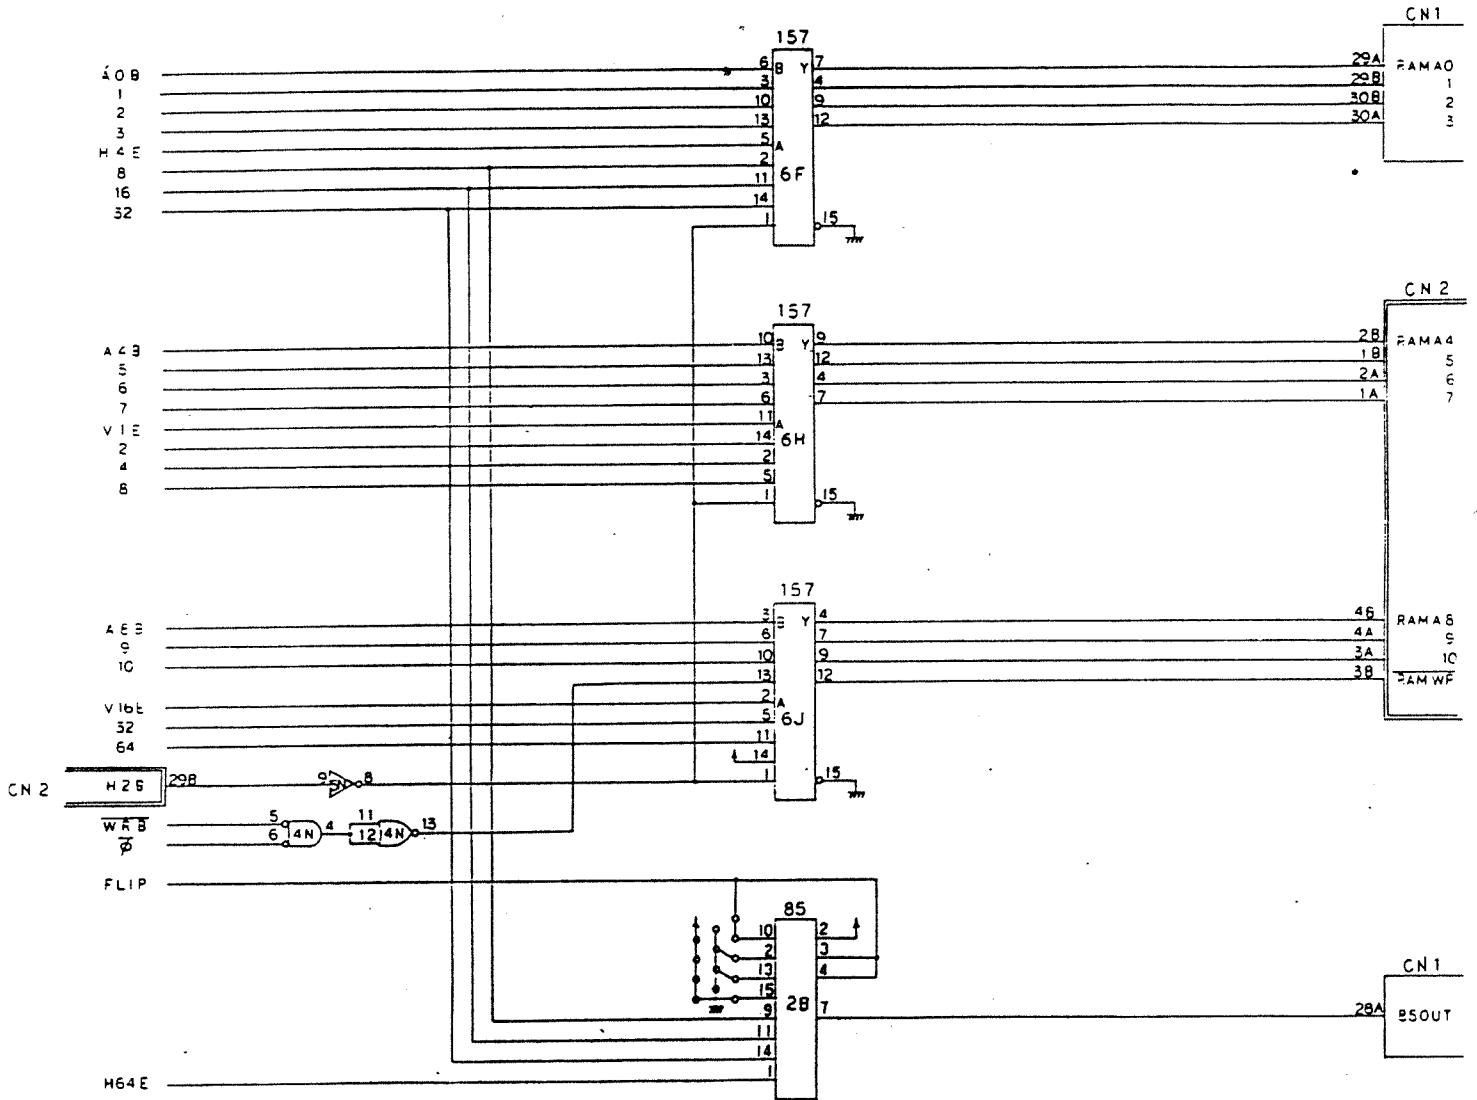 CN1
157
A0B 6 B Y 7 29A RAMA0
1 3 4 29B 1
2 10 9 30B 2
3 13 12 30A 3
H4E 5 A
8 2 6F
16 11
32 14
1 15
CN2
157
A4B 10 B Y 9 2B RAMA4
5 13 12 1B 5
6 3 4 2A 6
7 6 7 1A 7
V1E 11 A
2 14 6H
4 2
8 5
1 15
157
A8B 3 B Y 4 4B RAMA8
9 6 7 4A 9
10 10 9 3A 10
13 12 3B
V16E 2 A
32 5 6J
64 11
14
CN2 29B 9 5N 8 1 15
WRB 5 4N 4 11 4N 13
φ 6 12
FLIP
85
10 2
2 3
13 4
15 2B CN1
9 7 28A BSOUT
11
14
H64E 1